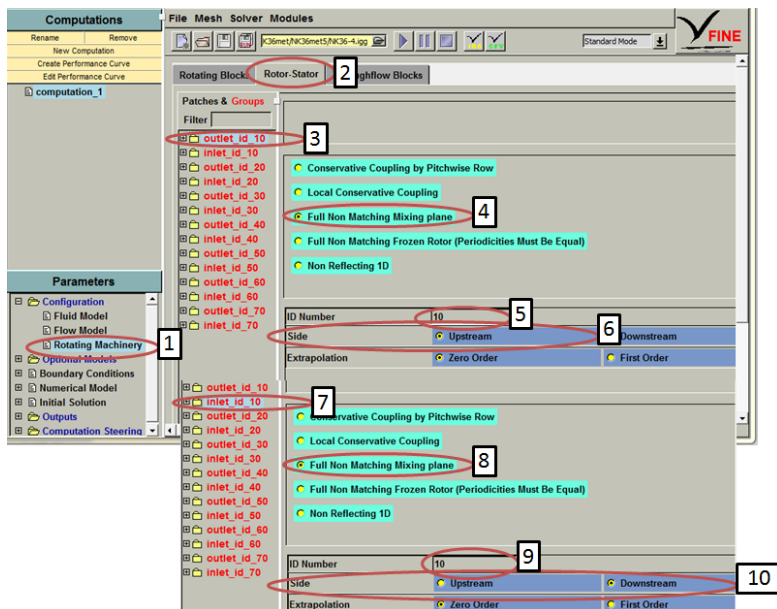 Computations
File Mesh Solver Modules
Rename Remove
New Computation
Create Performance Curve
Edit Performance Curve
computation_1
K36met/NK36met5/NK36-4.igg
Standard Mode
FINE
Rotating Blocks Rotor-Stator 2 ghflow Blocks
Patches & Groups
Filter
outlet_id_10 3
inlet_id_10
outlet_id_20
inlet_id_20
outlet_id_30
inlet_id_30
outlet_id_40
inlet_id_40
outlet_id_50
inlet_id_50
outlet_id_60
inlet_id_60
outlet_id_70
inlet_id_70
Conservative Coupling by Pitchwise Row
Local Conservative Coupling
Full Non Matching Mixing plane 4
Full Non Matching Frozen Rotor (Periodicities Must Be Equal)
Non Reflecting 1D
ID Number 10 5
Side Upstream 6 Downstream
Extrapolation Zero Order First Order
Parameters
Configuration
Fluid Model
Flow Model
Rotating Machinery 1
Optional Models
Boundary Conditions
Numerical Model
Initial Solution
Outputs
Computation Steering
outlet_id_10
inlet_id_10 7
outlet_id_20
inlet_id_20
outlet_id_30
inlet_id_30
outlet_id_40
inlet_id_40
outlet_id_50
inlet_id_50
outlet_id_60
inlet_id_60
outlet_id_70
inlet_id_70
Conservative Coupling by Pitchwise Row
Local Conservative Coupling
Full Non Matching Mixing plane 8
Full Non Matching Frozen Rotor (Periodicities Must Be Equal)
Non Reflecting 1D
ID Number 10 9
Side Upstream Downstream 10
Extrapolation Zero Order First Order